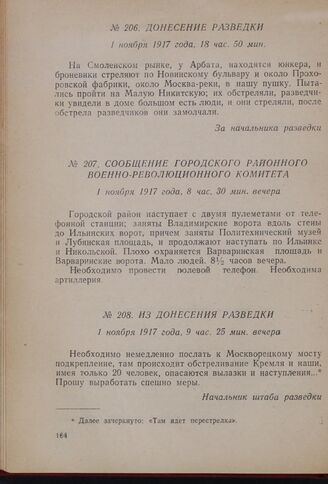 № 206. ДОНЕСЕНИЕ РАЗВЕДКИ
1 ноября 1917 года, 18 час. 50 мин.
На Смоленском рынке, у Арбата, находятся юнкера, и
броневики стреляют по Новинскому бульвару и около Прохо-
ровской фабрики, около Москва-реки, в нашу пушку. Пыта-
лись пройти на Малую Никитскую; их обстреляли, разведчи-
ки увидели в доме большом есть люди, и они стреляли, после
обстрела разведчиков они замолчали.
За начальника разведки
№ 207. СООБЩЕНИЕ ГОРОДСКОГО РАЙОННОГО
ВОЕННО-РЕВОЛЮЦИОННОГО КОМИТЕТА
1 ноября 1917 года, 8 час. 30 мин. вечера
Городской район наступает с двумя пулеметами от теле-
фонной станции; заняты Владимирские ворота вдоль стены
до Ильинских ворот, причем заняты Политехнический музей
и Лубянская площадь, и продолжают наступать по Ильинке
и Никольской. Плохо охраняется Варваринская площадь и
Варваринские ворота. Мало людей. 8½ часов вечера.
Необходимо провести полевой телефон. Необходима
артиллерия.
№ 208. ИЗ ДОНЕСЕНИЯ РАЗВЕДКИ
1 ноября 1917 года, 9 час. 25 мин. вечера
Необходимо немедленно послать к Москворецкому мосту
подкрепление, там происходит обстреливание Кремля и наши,
имея только 20 человек, опасаются вылазки и наступления...*
Прошу выработать спешно меры.
Начальник штаба разведки
* Далее зачеркнуто: «Там идет перестрелка».
164